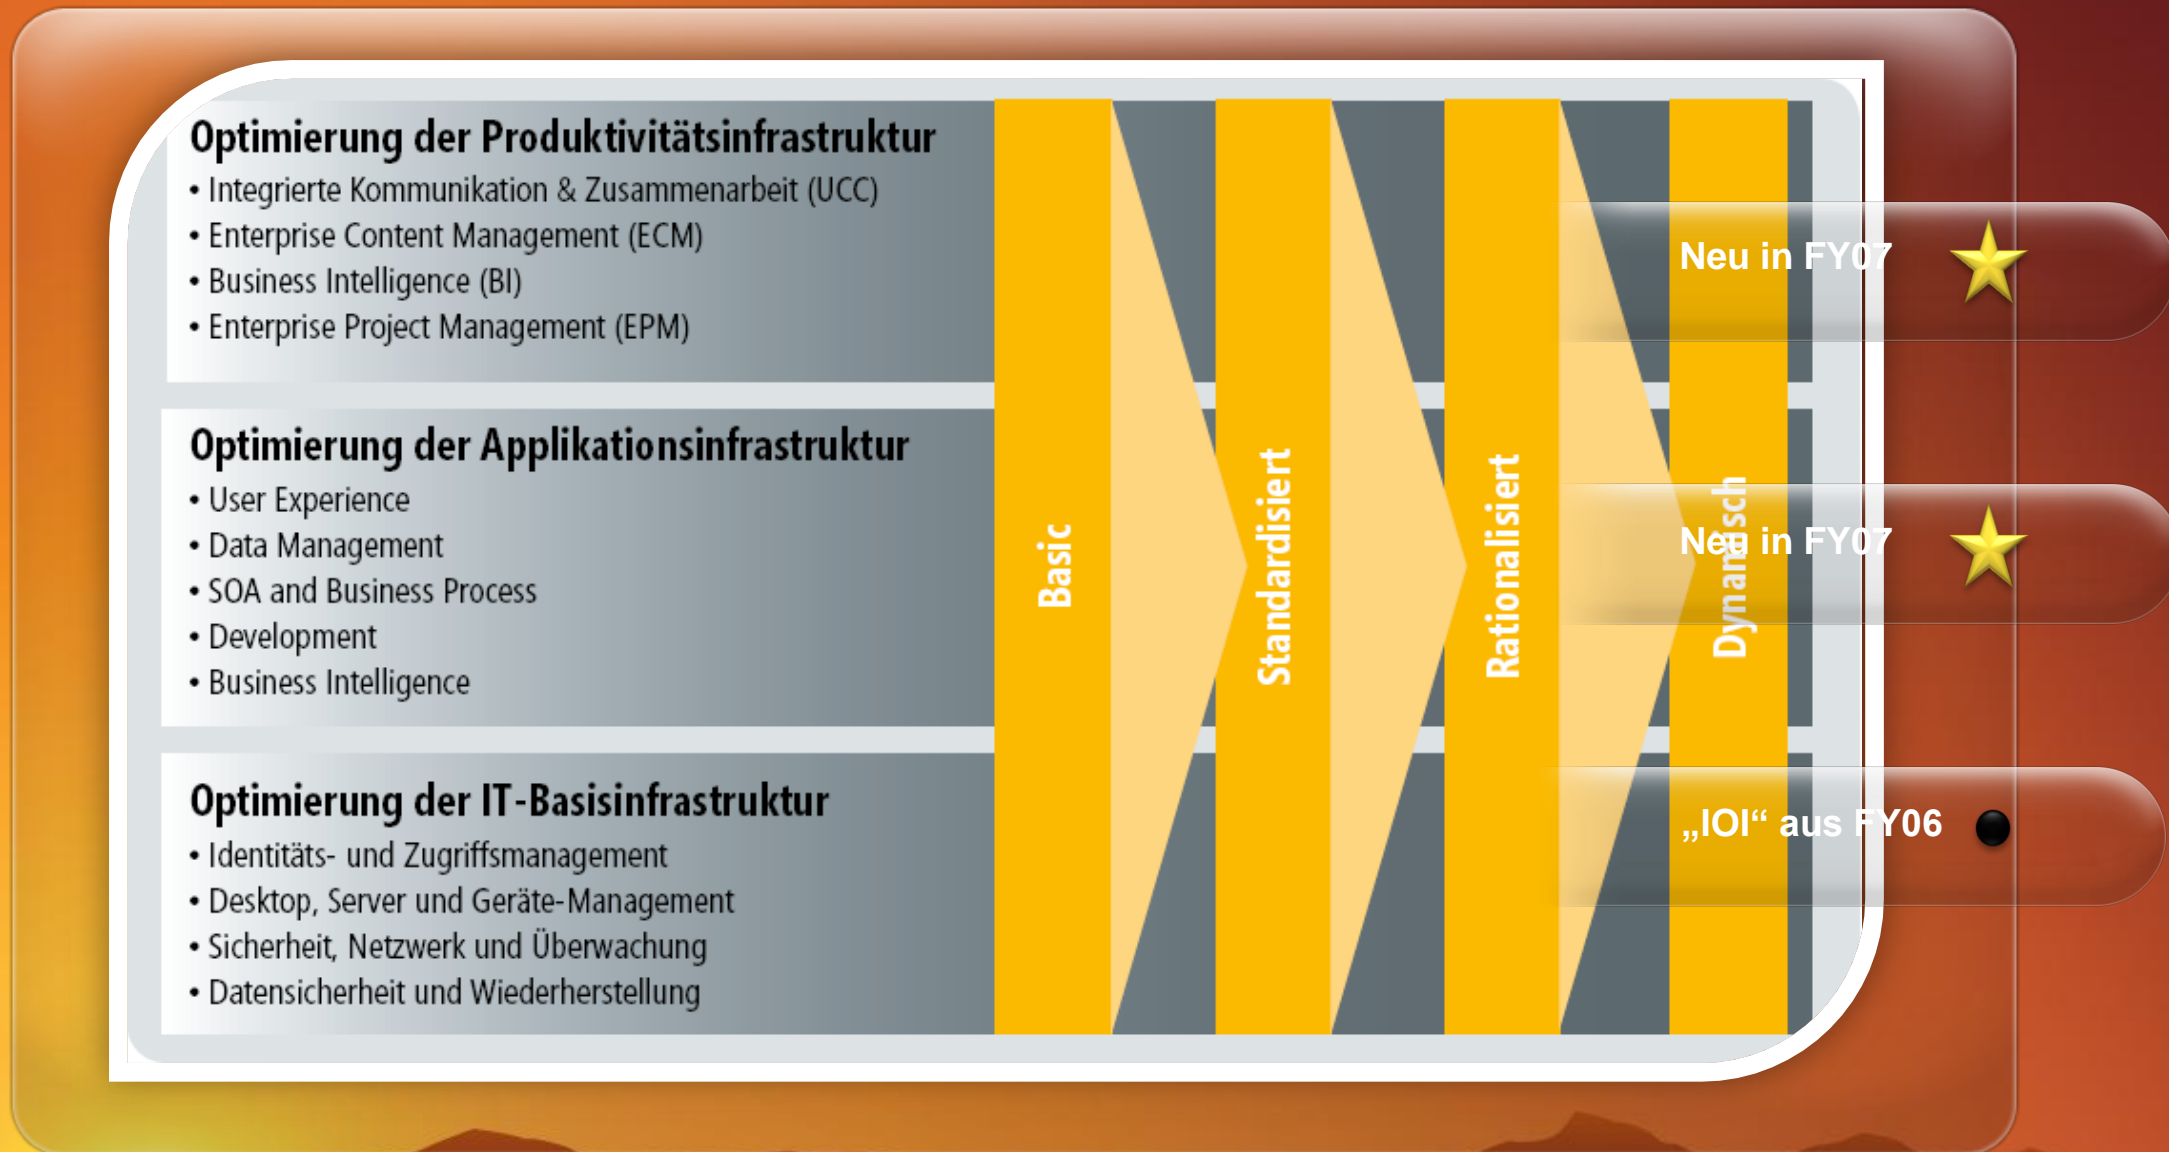 Optimierung der Produktivitätsinfrastruktur
• Integrierte Kommunikation & Zusammenarbeit (UCC)
• Enterprise Content Management (ECM)
• Business Intelligence (BI)
• Enterprise Project Management (EPM)
Optimierung der Applikationsinfrastruktur
• User Experience
• Data Management
• SOA and Business Process
• Development
• Business Intelligence
Optimierung der IT-Basisinfrastruktur
• Identitäts- und Zugriffsmanagement
• Desktop, Server und Geräte-Management
• Sicherheit, Netzwerk und Überwachung
• Datensicherheit und Wiederherstellung
Basic
Standardisiert
Rationalisiert
Dynamisch
Neu in FY07
Neu in FY07
„IOI“ aus FY06